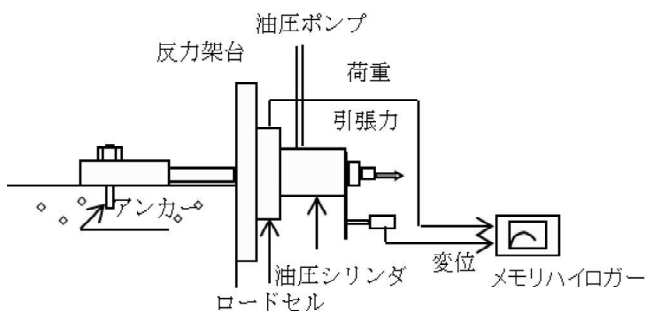 油圧ポンプ
反力架台
荷重
引張力
アンカー
変位
油圧シリンダ
メモリハイロガー
ロードセル